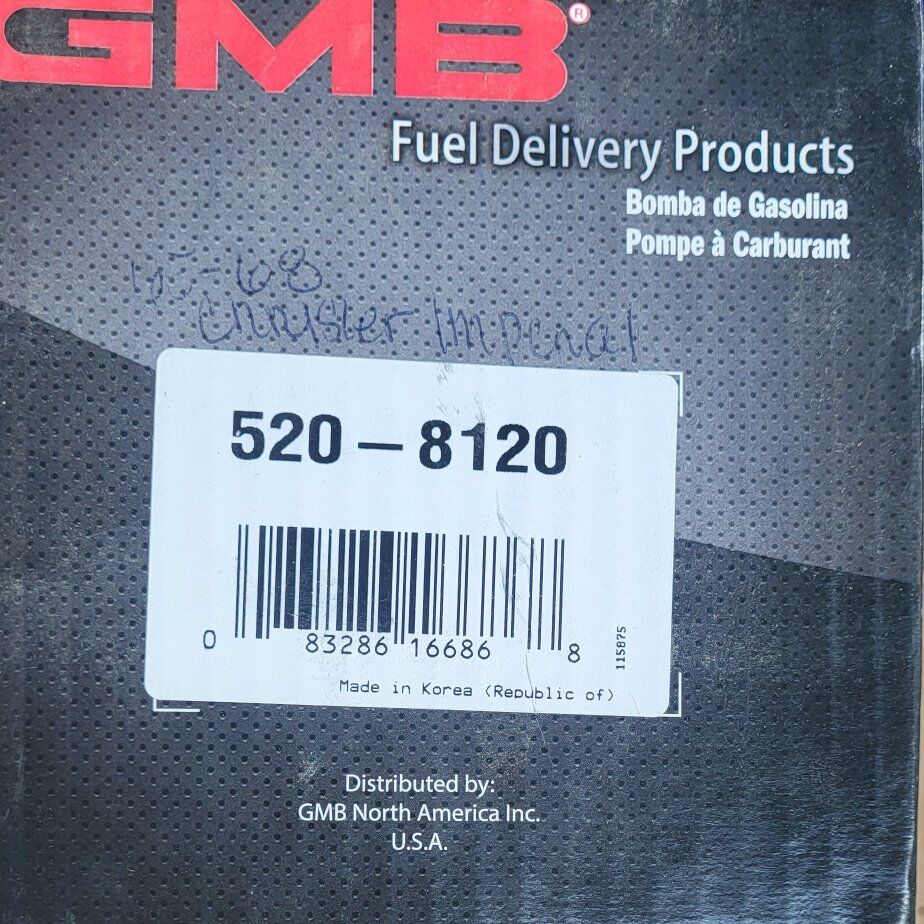 GMB®
Fuel Delivery Products
Bomba de Gasolina
Pompe à Carburant
-68
Chrysler Imperial
520-8120
0 83286 16686 8
115875
Made in Korea (Republic of)
Distributed by:
GMB North America Inc.
U.S.A.